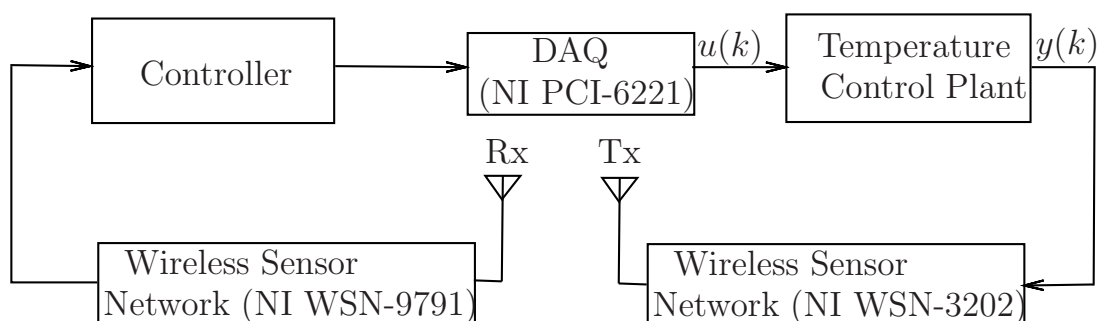 Controller
DAQ
(NI PCI-6221)
u(k)
Temperature
Control Plant
y(k)
Rx
Tx
Wireless Sensor
Network (NI WSN-9791)
Wireless Sensor
Network (NI WSN-3202)